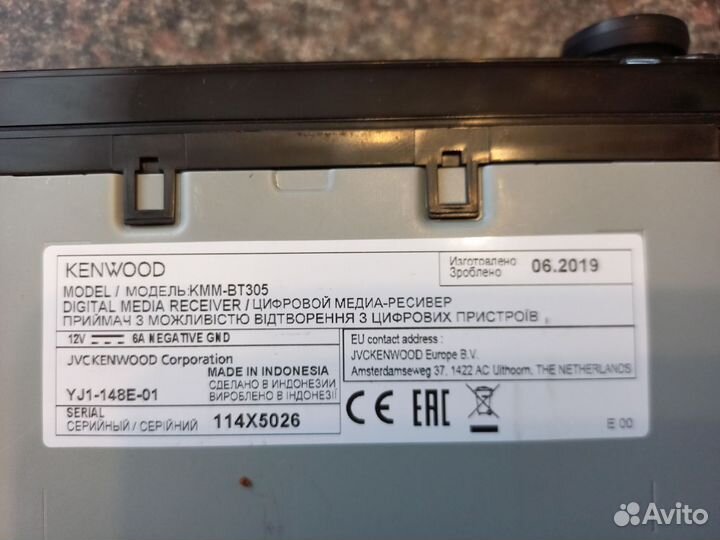 KENWOOD
Изготовлено
Зроблено 06.2019
MODEL / МОДЕЛЬ:KMM-BT305
DIGITAL MEDIA RECEIVER / ЦИФРОВОЙ МЕДИА-РЕСИВЕР
ПРИЙМАЧ З МОЖЛИВІСТЮ ВІДТВОРЕННЯ З ЦИФРОВИХ ПРИСТРОЇВ
12V 6A NEGATIVE GND
JVCKENWOOD Corporation
MADE IN INDONESIA
СДЕЛАНО В ИНДОНЕЗИИ
YJ1-148E-01
ВИРОБЛЕНО В ІНДОНЕЗІЇ
SERIAL
СЕРИЙНЫЙ / СЕРІЙНИЙ 114X5026
EU contact address :
JVCKENWOOD Europe B.V.
Amsterdamseweg 37, 1422 AC Uithoorn, THE NETHERLANDS
CE EAC
E 00
Avito